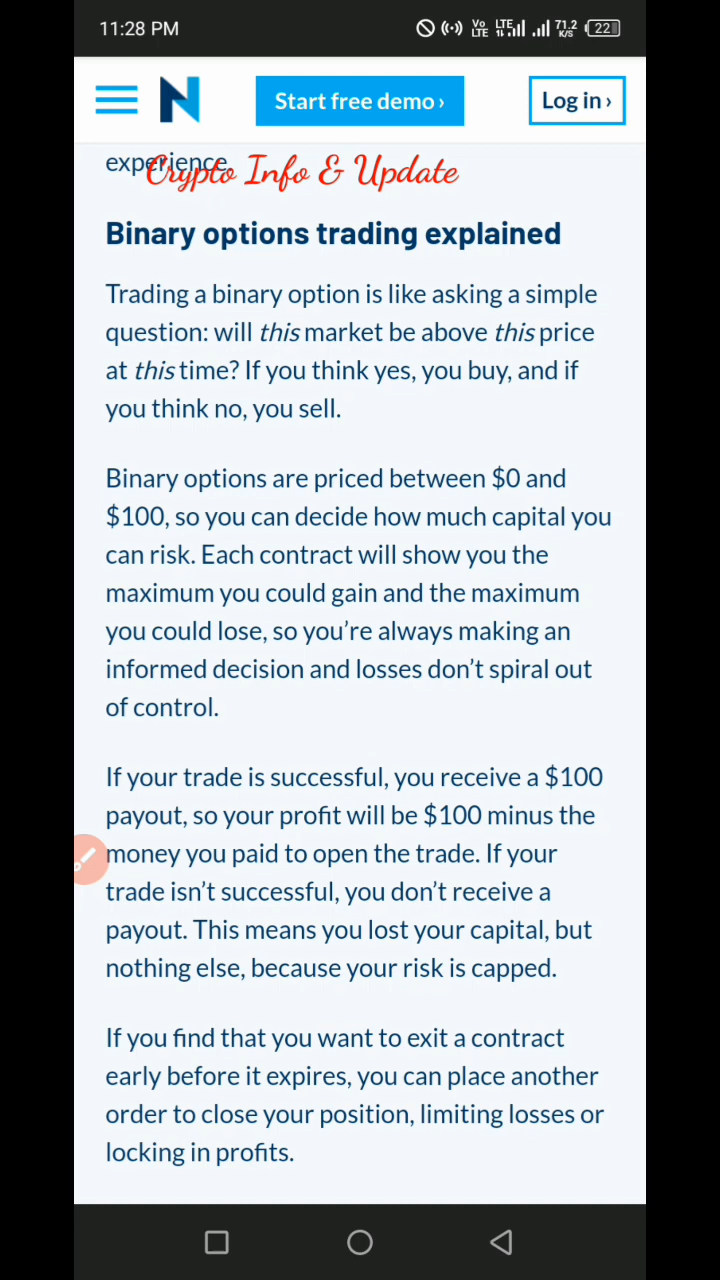 11:28 PM Vo LTE LTE 71.2 K/S 22
N Start free demo › Log in ›
experience.
Crypto Info & Update
Binary options trading explained
Trading a binary option is like asking a simple
question: will this market be above this price
at this time? If you think yes, you buy, and if
you think no, you sell.
Binary options are priced between $0 and
$100, so you can decide how much capital you
can risk. Each contract will show you the
maximum you could gain and the maximum
you could lose, so you’re always making an
informed decision and losses don’t spiral out
of control.
If your trade is successful, you receive a $100
payout, so your profit will be $100 minus the
money you paid to open the trade. If your
trade isn’t successful, you don’t receive a
payout. This means you lost your capital, but
nothing else, because your risk is capped.
If you find that you want to exit a contract
early before it expires, you can place another
order to close your position, limiting losses or
locking in profits.